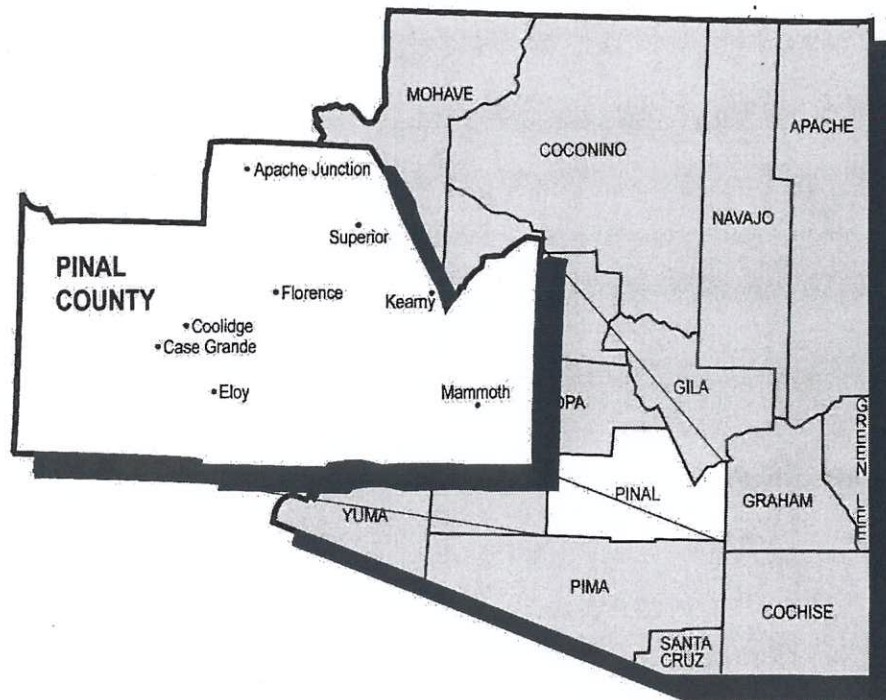 MOHAVE
COCONINO
APACHE
NAVAJO
Apache Junction
Superior
PINAL
COUNTY
Florence
Kearny
Coolidge
Case Grande
Eloy
Mammoth
OPA
GILA
GREEN LEE
PINAL
GRAHAM
YUMA
PIMA
COCHISE
SANTA
CRUZ